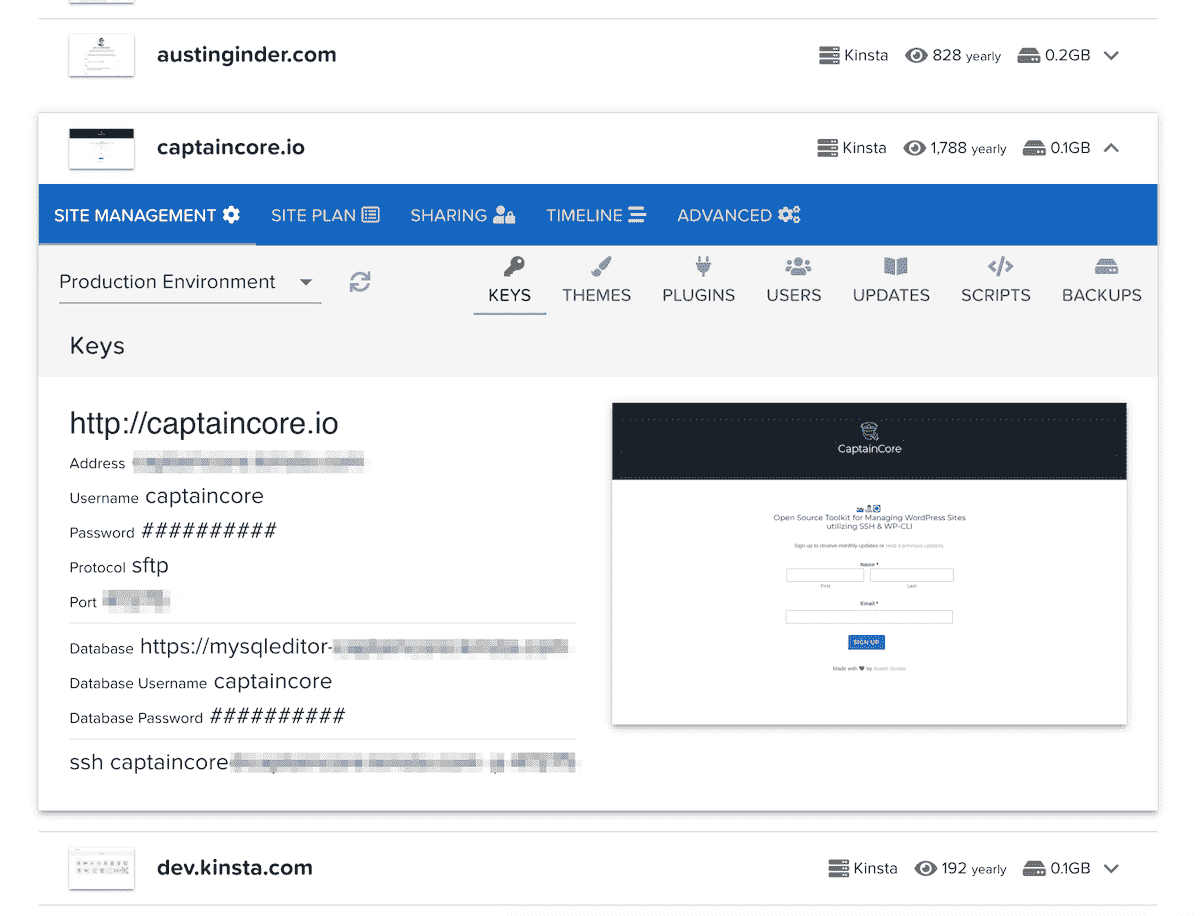 austinginder.com Kinsta 828 yearly 0.2GB
captaincore.io Kinsta 1,788 yearly 0.1GB
SITE MANAGEMENT SITE PLAN SHARING TIMELINE ADVANCED
Production Environment
KEYS THEMES PLUGINS USERS UPDATES SCRIPTS BACKUPS
Keys
http://captaincore.io
Address
Username captaincore
Password ##########
Protocol sftp
Port
Database https://mysqleditor-
Database Username captaincore
Database Password ##########
ssh captaincore
CaptainCore
Open Source Toolkit for Managing WordPress Sites
utilizing SSH & WP-CLI
Sign up to receive monthly updates or read a previous updates.
Name *
First Last
Email *
SIGN UP
Made with by Austin Ginder
dev.kinsta.com Kinsta 192 yearly 0.1GB